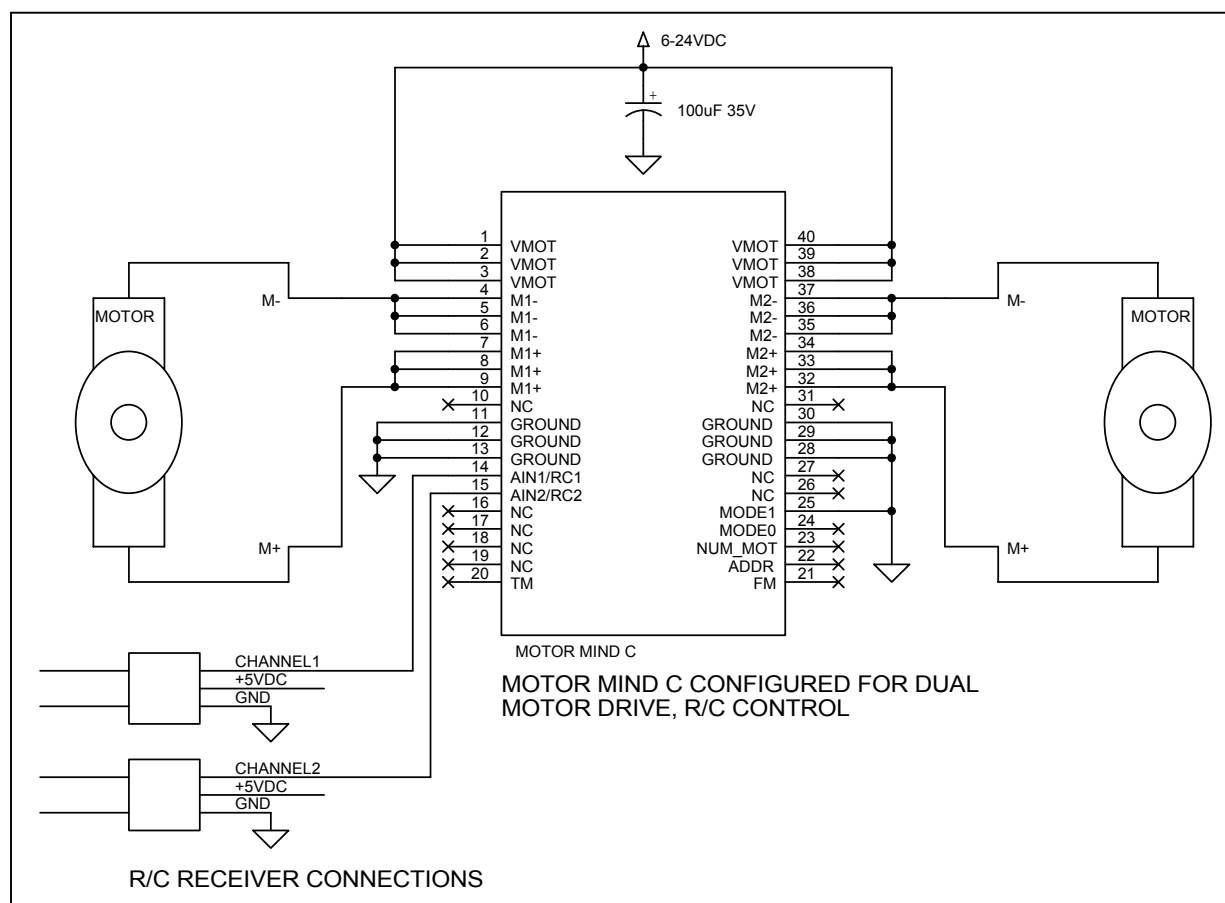 6-24VDC
+
100uF 35V
1 VMOT VMOT 40
2 VMOT VMOT 39
3 VMOT VMOT 38
M- 4 M1- M2- 37 M-
5 M1- M2- 36
6 M1- M2- 35
MOTOR MOTOR
7 M1+ M2+ 34
8 M1+ M2+ 33
9 M1+ M2+ 32
10 NC NC 31
11 GROUND GROUND 30
12 GROUND GROUND 29
13 GROUND GROUND 28
14 AIN1/RC1 NC 27
15 AIN2/RC2 NC 26
16 NC MODE1 25
17 NC MODE0 24
M+ 18 NC NUM_MOT 23 M+
19 NC ADDR 22
20 TM FM 21
MOTOR MIND C
MOTOR MIND C CONFIGURED FOR DUAL
MOTOR DRIVE, R/C CONTROL
CHANNEL1
+5VDC
GND
CHANNEL2
+5VDC
GND
R/C RECEIVER CONNECTIONS